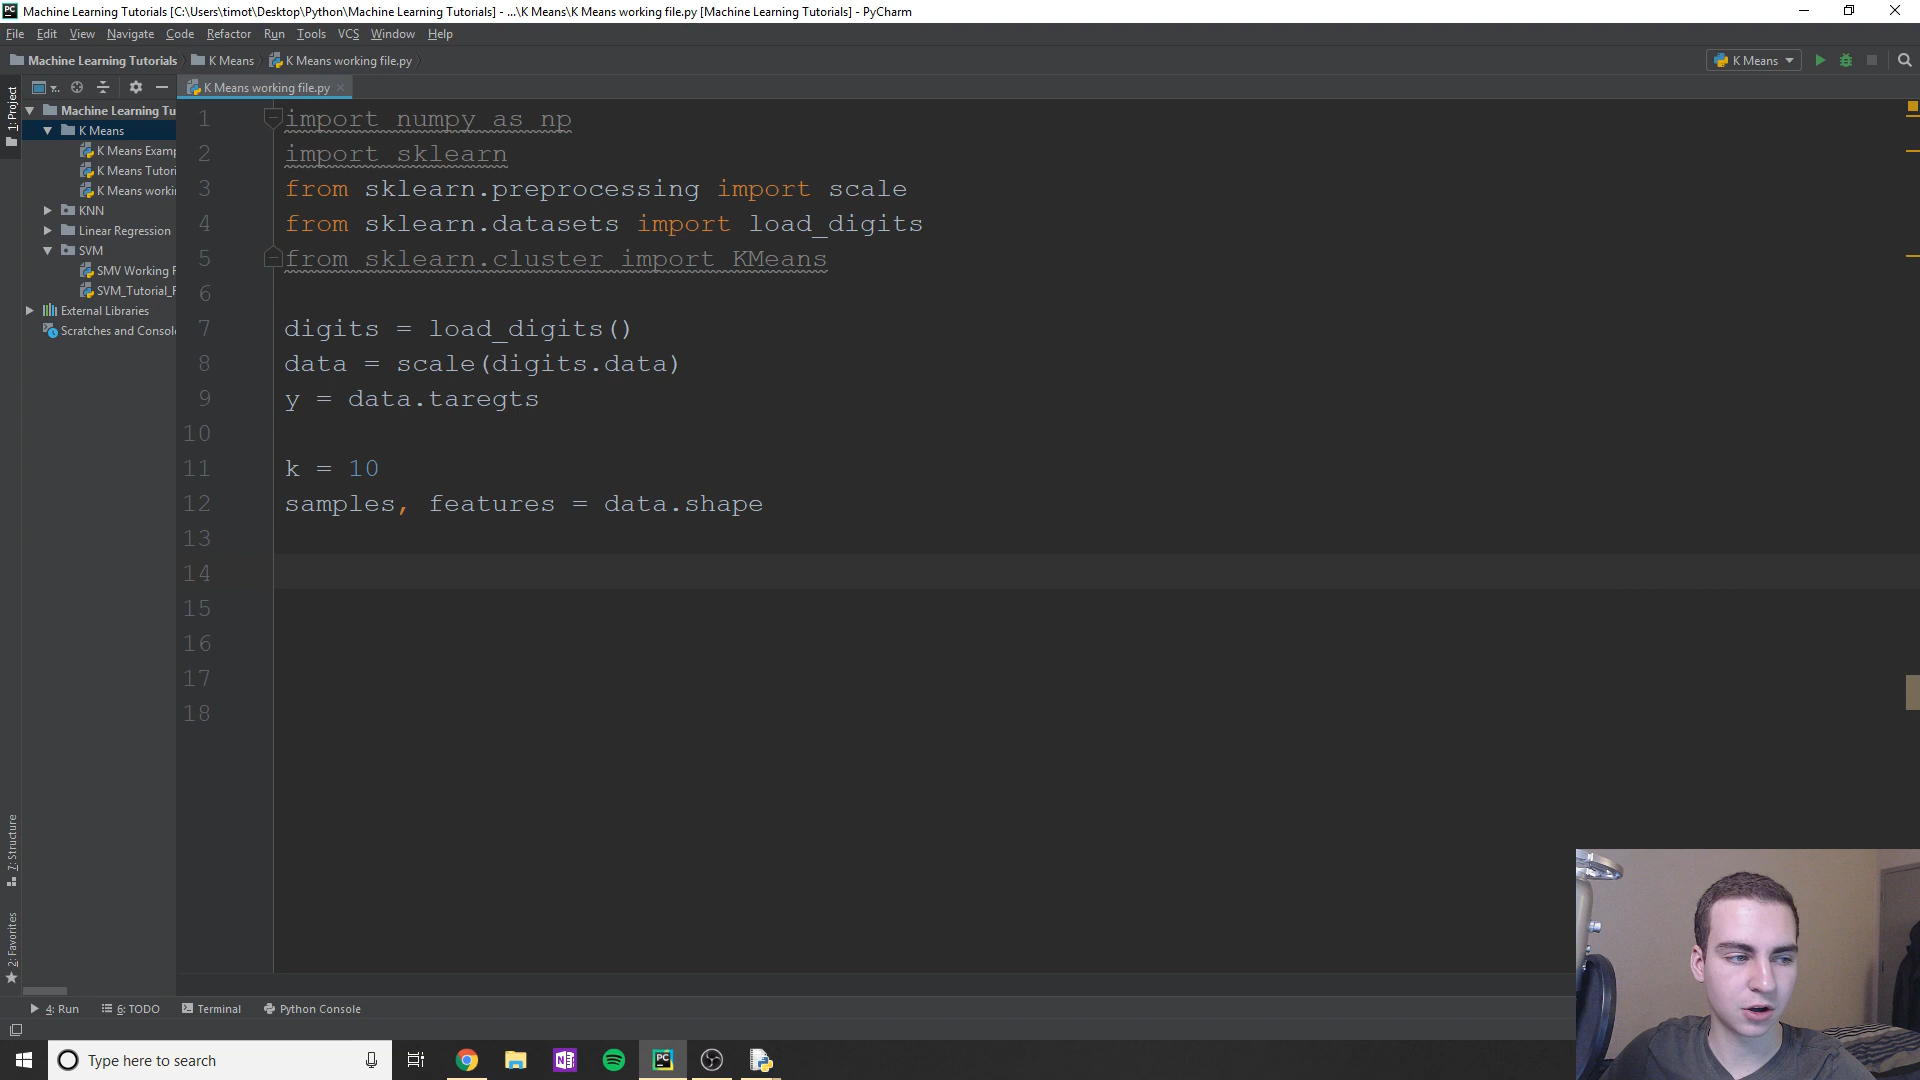 Machine Learning Tutorials [C:\Users\timot\Desktop\Python\Machine Learning Tutorials] - ...\K Means\K Means working file.py [Machine Learning Tutorials] - PyCharm
File Edit View Navigate Code Refactor Run Tools VCS Window Help
Machine Learning Tutorials K Means K Means working file.py K Means
1: Project
K Means working file.py
Machine Learning Tu
K Means
K Means Examp
K Means Tutori
K Means worki
KNN
Linear Regression
SVM
SMV Working F
SVM_Tutorial_F
External Libraries
Scratches and Consol
1 import numpy as np
2 import sklearn
3 from sklearn.preprocessing import scale
4 from sklearn.datasets import load_digits
5 from sklearn.cluster import KMeans
6
7 digits = load_digits()
8 data = scale(digits.data)
9 y = data.taregts
10
11 k = 10
12 samples, features = data.shape
13
14
15
16
17
18
7: Structure
2: Favorites
4: Run 6: TODO Terminal Python Console
Type here to search